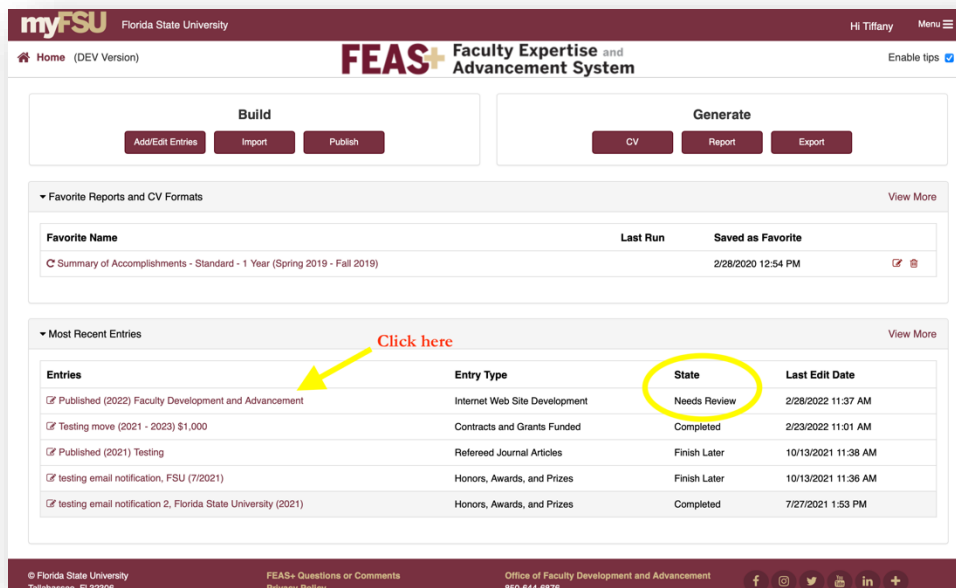 myFSU Florida State University Hi Tiffany Menu
Home (DEV Version) FEAS+ Faculty Expertise and Advancement System Enable tips
Build Generate
Add/Edit Entries Import Publish CV Report Export
Favorite Reports and CV Formats View More
Favorite Name Last Run Saved as Favorite
Summary of Accomplishments - Standard - 1 Year (Spring 2019 - Fall 2019) 2/28/2020 12:54 PM
Most Recent Entries View More
Click here
Entries Entry Type State Last Edit Date
Published (2022) Faculty Development and Advancement Internet Web Site Development Needs Review 2/28/2022 11:37 AM
Testing move (2021 - 2023) $1,000 Contracts and Grants Funded Completed 2/23/2022 11:01 AM
Published (2021) Testing Refereed Journal Articles Finish Later 10/13/2021 11:38 AM
testing email notification, FSU (7/2021) Honors, Awards, and Prizes Finish Later 10/13/2021 11:36 AM
testing email notification 2, Florida State University (2021) Honors, Awards, and Prizes Completed 7/27/2021 1:53 PM
© Florida State University FEAS+ Questions or Comments Office of Faculty Development and Advancement
Tallahassee, FL 32306 Privacy Policy 850-644-6876